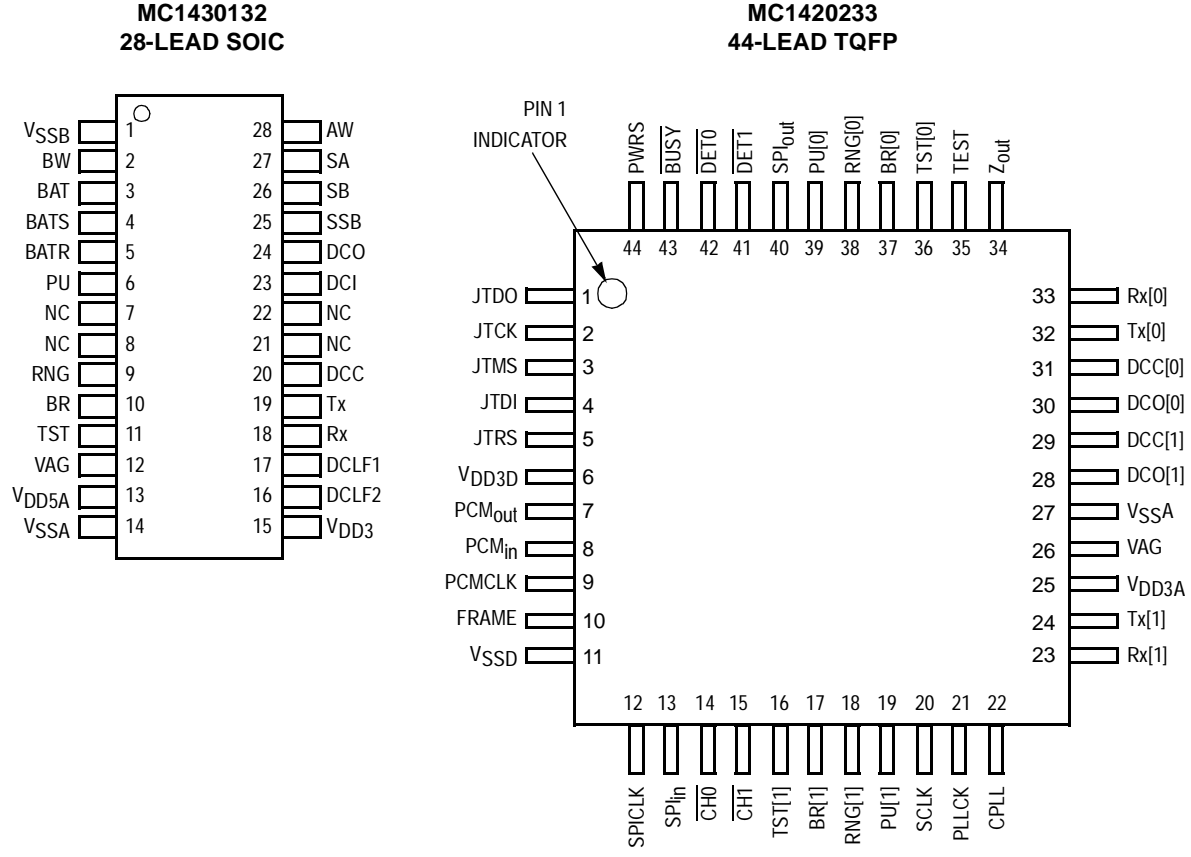 MC1430132
28-LEAD SOIC
VSSB 1
BW 2
BAT 3
BATS 4
BATR 5
PU 6
NC 7
NC 8
RNG 9
BR 10
TST 11
VAG 12
VDD5A 13
VSSA 14
28 AW
27 SA
26 SB
25 SSB
24 DCO
23 DCI
22 NC
21 NC
20 DCC
19 Tx
18 Rx
17 DCLF1
16 DCLF2
15 VDD3
MC1420233
44-LEAD TQFP
PIN 1
INDICATOR
PWRS 44
BUSY 43
DET0 42
DET1 41
SPIout 40
PU[0] 39
RNG[0] 38
BR[0] 37
TST[0] 36
TEST 35
Zout 34
JTDO 1
JTCK 2
JTMS 3
JTDI 4
JTRS 5
VDD3D 6
PCMout 7
PCMin 8
PCMCLK 9
FRAME 10
VSSD 11
33 Rx[0]
32 Tx[0]
31 DCC[0]
30 DCO[0]
29 DCC[1]
28 DCO[1]
27 VSSA
26 VAG
25 VDD3A
24 Tx[1]
23 Rx[1]
12 SPICLK
13 SPIin
14 CH0
15 CH1
16 TST[1]
17 BR[1]
18 RNG[1]
19 PU[1]
20 SCLK
21 PLLCK
22 CPLL